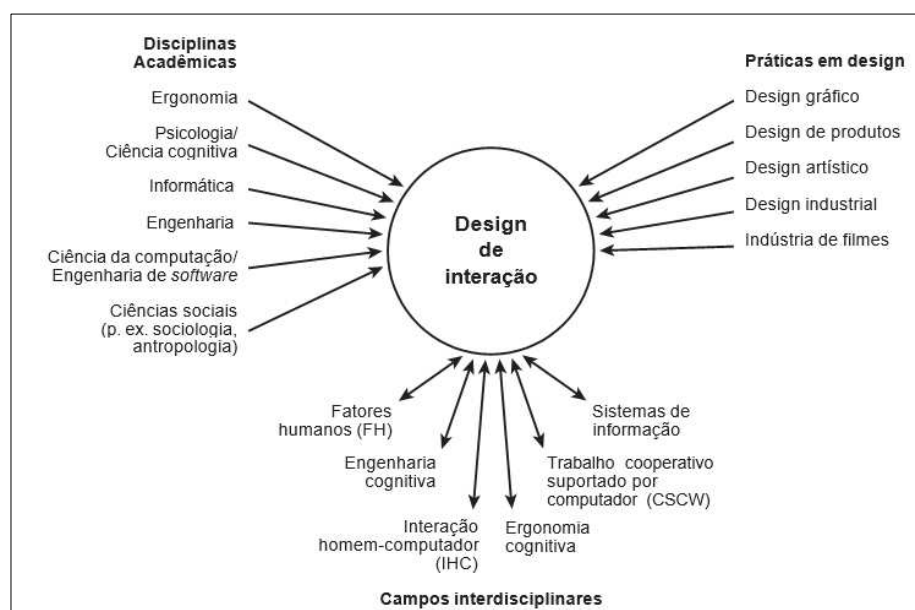 Disciplinas
Acadêmicas
Ergonomia
Psicologia/
Ciência cognitiva
Informática
Engenharia
Ciência da computação/
Engenharia de software
Ciências sociais
(p. ex. sociologia,
antropologia)
Práticas em design
Design gráfico
Design de produtos
Design artístico
Design industrial
Indústria de filmes
Design
de
interação
Fatores
humanos (FH)
Engenharia
cognitiva
Interação
homem-computador
(IHC)
Ergonomia
cognitiva
Trabalho cooperativo
suportado por
computador (CSCW)
Sistemas de
informação
Campos interdisciplinares